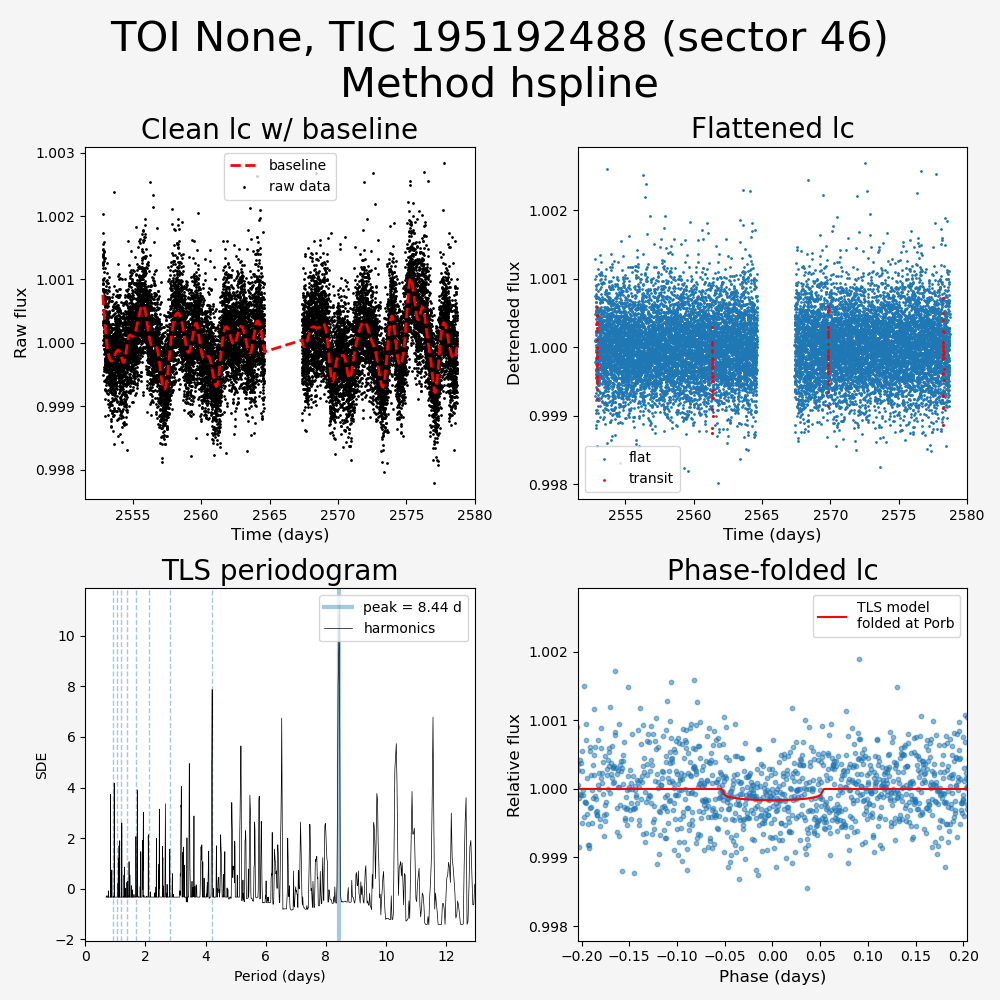 TOI None, TIC 195192488 (sector 46)
Method hspline
Clean lc w/ baseline
Flattened lc
baseline
raw data
1.003
1.002
1.001
1.000
0.999
0.998
Raw flux
2555
2560
2565
2570
2575
2580
Time (days)
1.002
1.001
1.000
0.999
0.998
Detrended flux
flat
transit
2555
2560
2565
2570
2575
2580
Time (days)
TLS periodogram
Phase-folded lc
peak = 8.44 d
harmonics
10
8
6
4
2
0
−2
SDE
0
2
4
6
8
10
12
Period (days)
TLS model
folded at Porb
1.002
1.001
1.000
0.999
0.998
Relative flux
−0.20
−0.15
−0.10
−0.05
0.00
0.05
0.10
0.15
0.20
Phase (days)